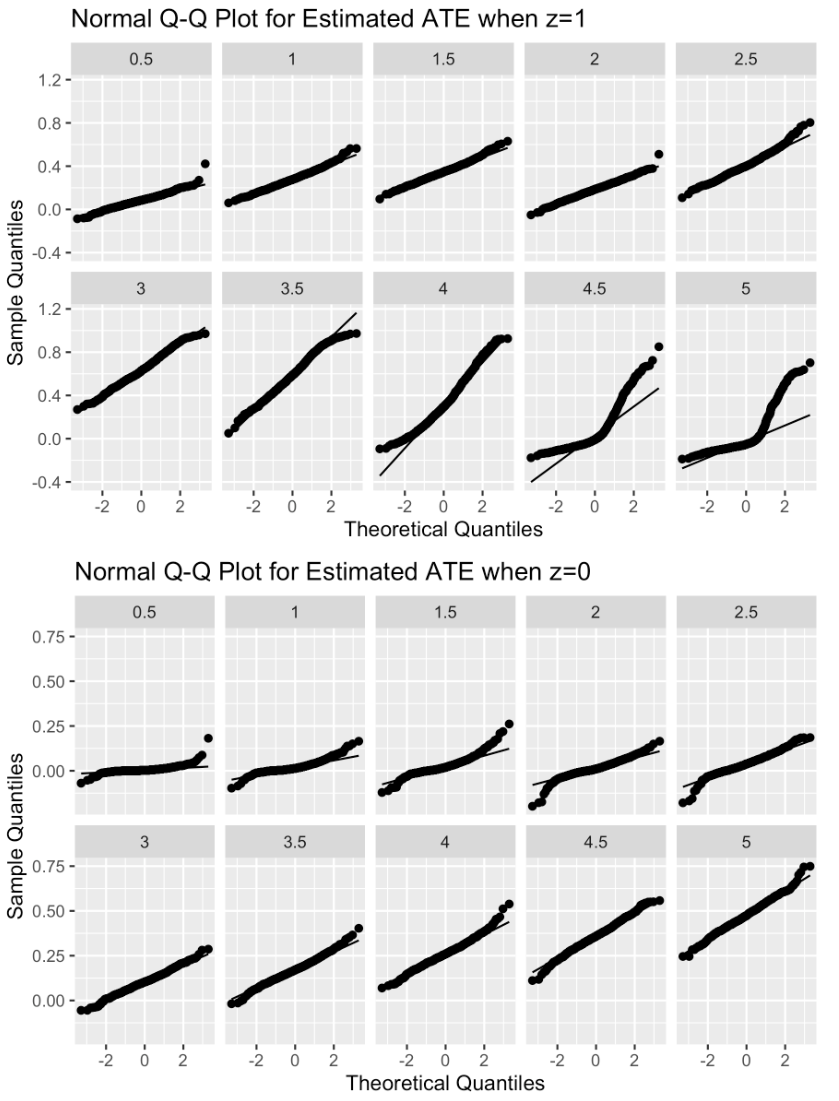 Normal Q-Q Plot for Estimated ATE when z=1
0.5 1 1.5 2 2.5
1.2
0.8
0.4
0.0
-0.4
3 3.5 4 4.5 5
1.2
0.8
0.4
0.0
-0.4
Sample Quantiles
-2 0 2 -2 0 2 -2 0 2 -2 0 2 -2 0 2
Theoretical Quantiles
Normal Q-Q Plot for Estimated ATE when z=0
0.5 1 1.5 2 2.5
0.75
0.50
0.25
0.00
3 3.5 4 4.5 5
0.75
0.50
0.25
0.00
Sample Quantiles
-2 0 2 -2 0 2 -2 0 2 -2 0 2 -2 0 2
Theoretical Quantiles